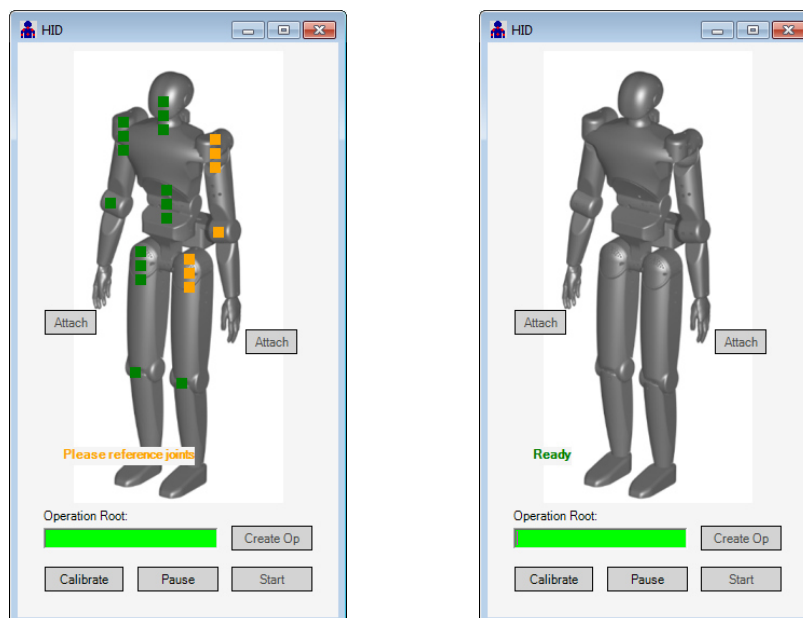 HID
Attach
Attach
Please reference joints
Operation Root:
Create Op
Calibrate Pause Start
HID
Attach
Attach
Ready
Operation Root:
Create Op
Calibrate Pause Start